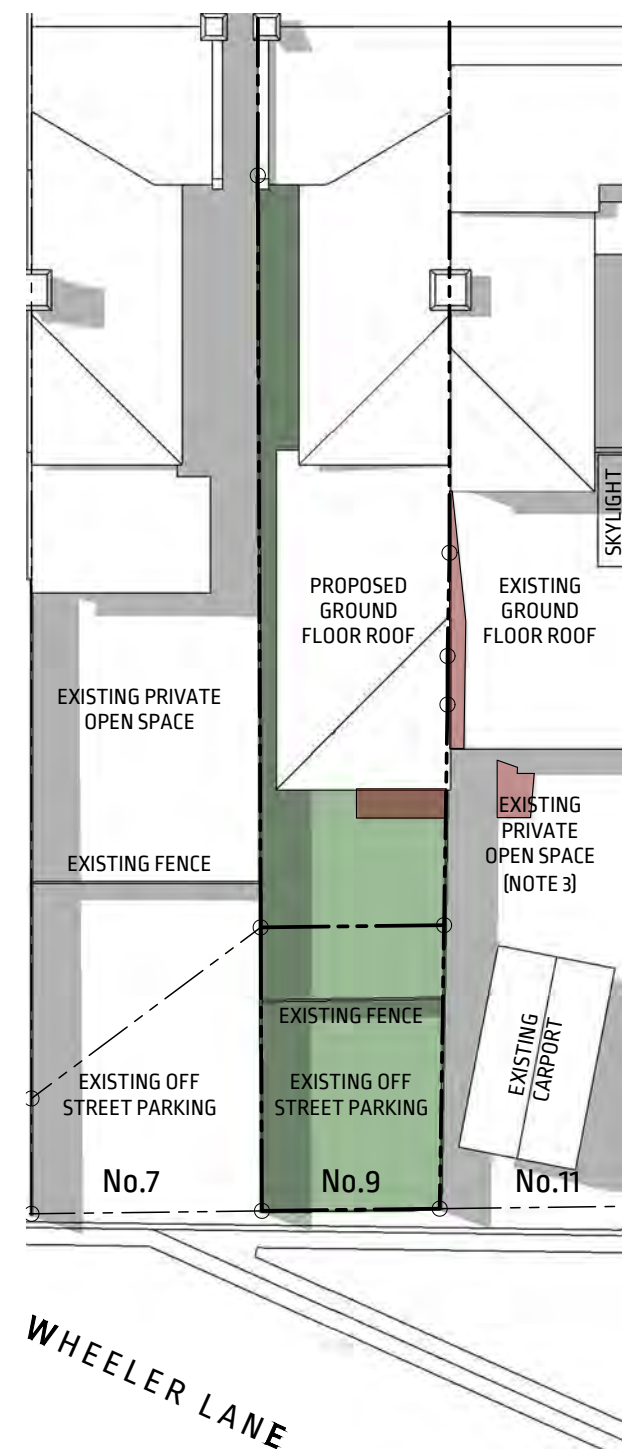 SKYLIGHT
PROPOSED
GROUND
FLOOR ROOF
EXISTING
GROUND
FLOOR ROOF
EXISTING PRIVATE
OPEN SPACE
EXISTING
PRIVATE
OPEN SPACE
(NOTE 3)
EXISTING FENCE
EXISTING FENCE
EXISTING
CARPORT
EXISTING OFF
STREET PARKING
EXISTING OFF
STREET PARKING
No.7
No.9
No.11
WHEELER LANE